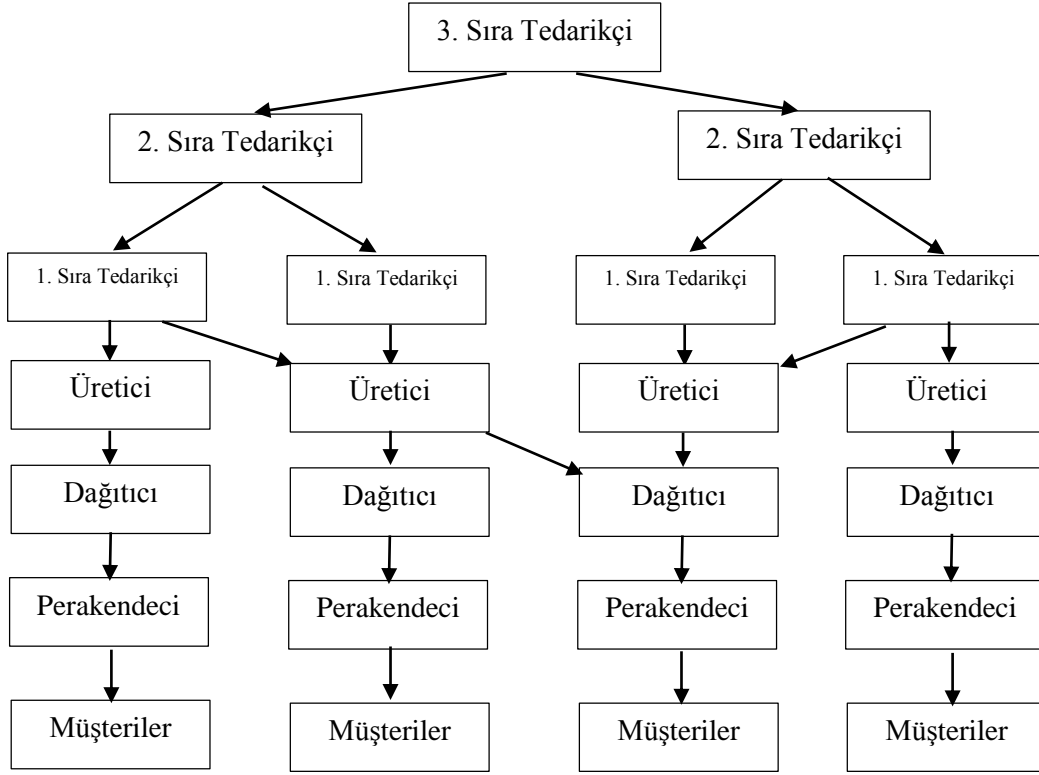 3. Sıra Tedarikçi
2. Sıra Tedarikçi
2. Sıra Tedarikçi
1. Sıra Tedarikçi
1. Sıra Tedarikçi
1. Sıra Tedarikçi
1. Sıra Tedarikçi
Üretici
Üretici
Üretici
Üretici
Dağıtıcı
Dağıtıcı
Dağıtıcı
Dağıtıcı
Perakendeci
Perakendeci
Perakendeci
Perakendeci
Müşteriler
Müşteriler
Müşteriler
Müşteriler